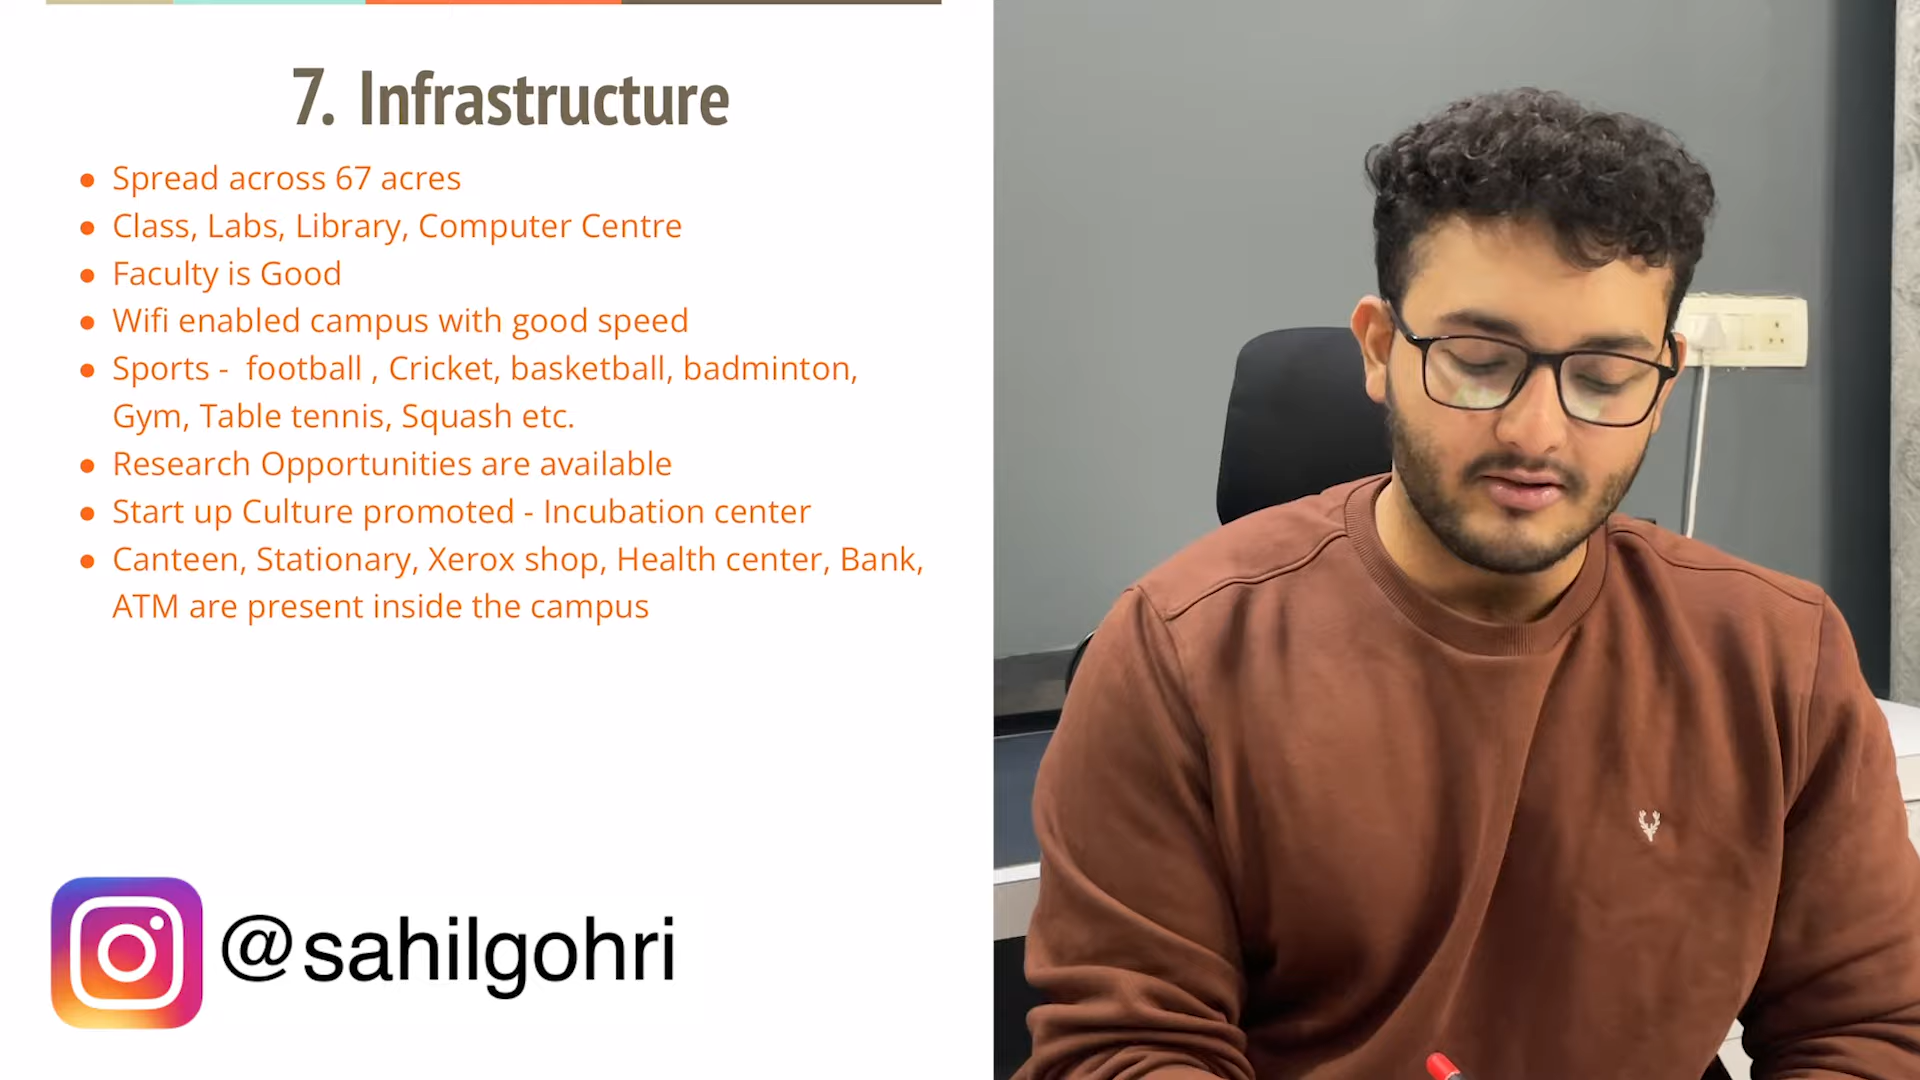 7. Infrastructure
● Spread across 67 acres
● Class, Labs, Library, Computer Centre
● Faculty is Good
● Wifi enabled campus with good speed
● Sports -  football , Cricket, basketball, badminton,
Gym, Table tennis, Squash etc.
● Research Opportunities are available
● Start up Culture promoted - Incubation center
● Canteen, Stationary, Xerox shop, Health center, Bank,
ATM are present inside the campus
@sahilgohri